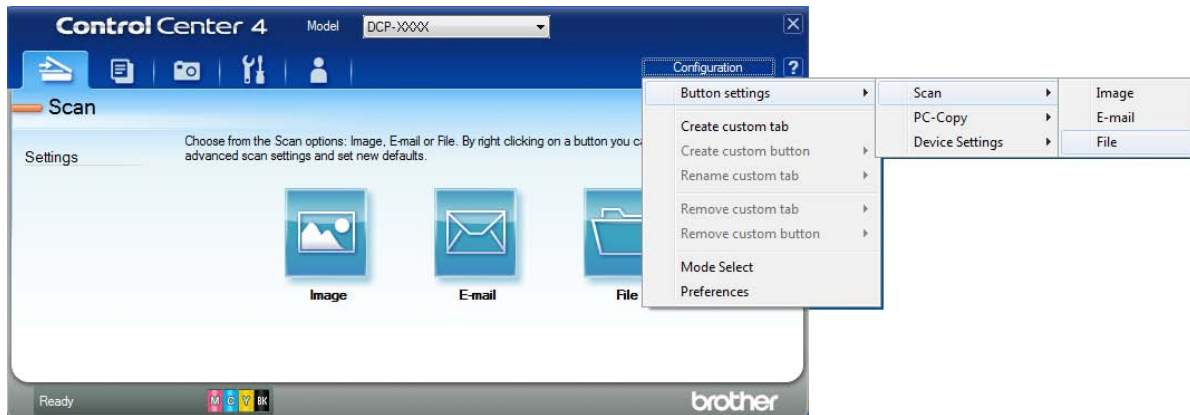 ControlCenter 4
Model
DCP-XXXX
Configuration
?
Scan
Settings
Choose from the Scan options: Image, E-mail or File. By right clicking on a button you
advanced scan settings and set new defaults.
Image
E-mail
File
Button settings
Create custom tab
Create custom button
Rename custom tab
Remove custom tab
Remove custom button
Mode Select
Preferences
Scan
PC-Copy
Device Settings
Image
E-mail
File
Ready
M C Y BK
brother